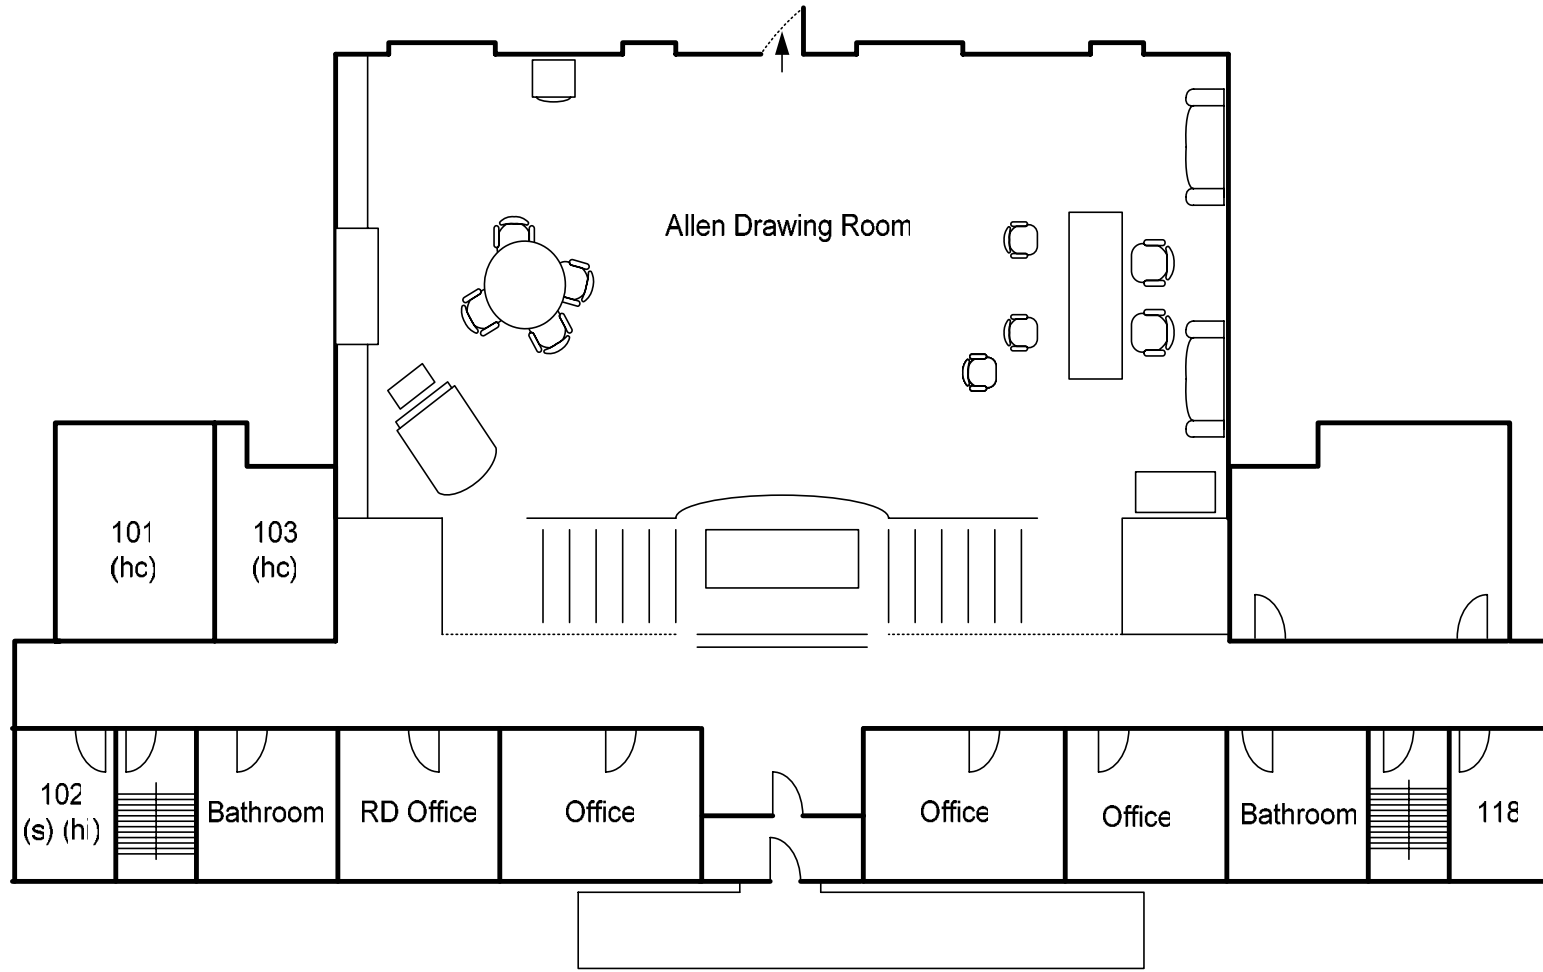 Allen Drawing Room
101
(hc)
103
(hc)
102
(s) (hi)
Bathroom
RD Office
Office
Office
Office
Bathroom
118